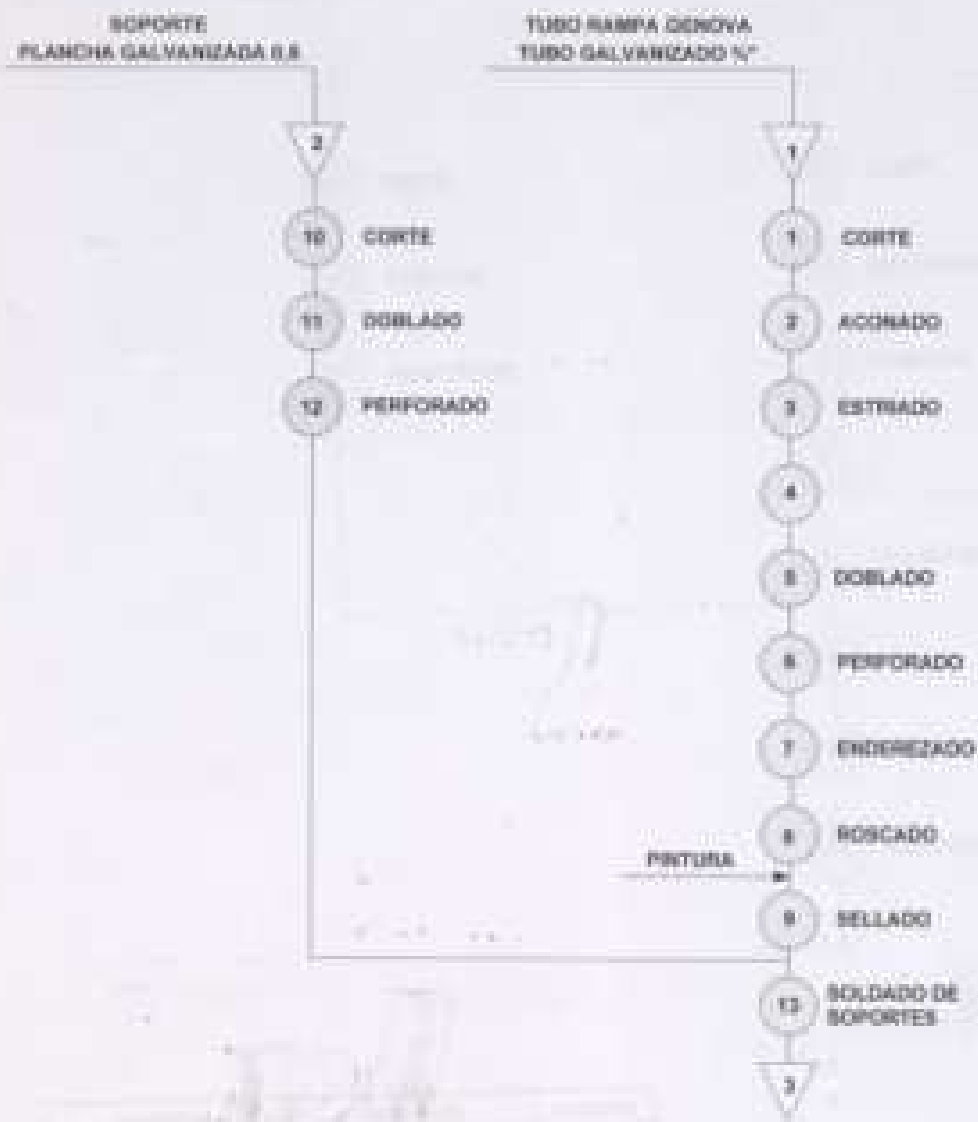 SOPORTE
PLANCHA GALVANIZADA 0,8
2
10 CORTE
11 DOBLADO
12 PERFORADO
TUBO RAMPA GENOVA
TUBO GALVANIZADO
1
1 CORTE
2 ACONADO
3 ESTRIADO
4
5 DOBLADO
6 PERFORADO
7 ENDEREZADO
8 ROSCADO
PINTURA
9 SELLADO
13 SOLDADO DE
SOPORTES
3